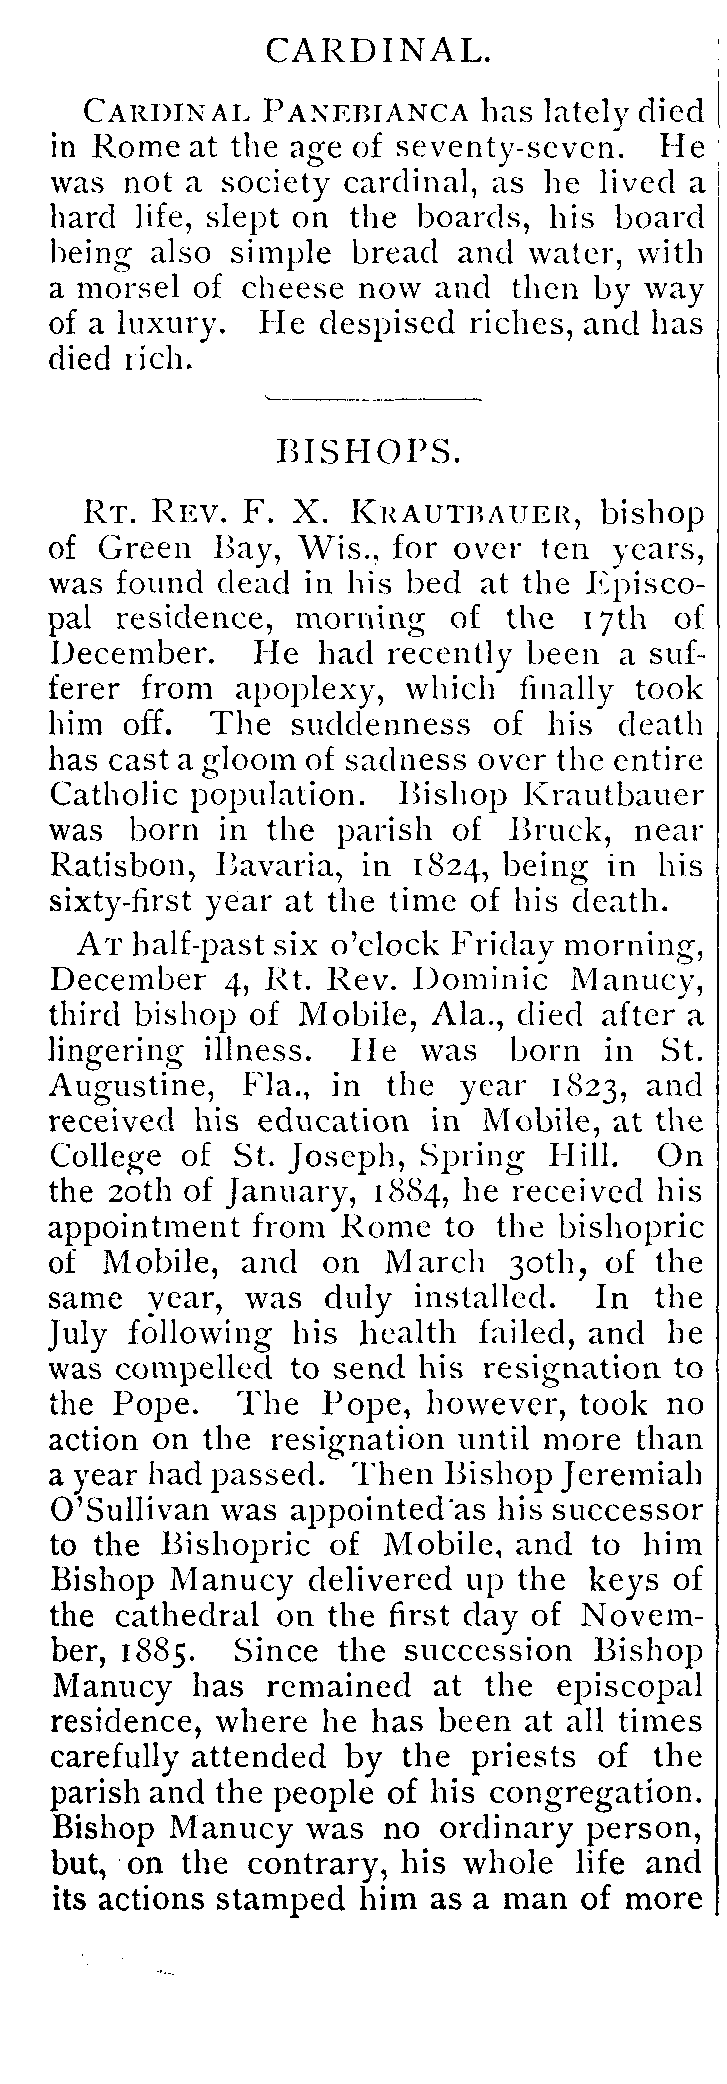 CARDINAL.
CARDINAL PANEBIANCA has lately died
in Rome at the age of seventy-seven. He
was not a society cardinal, as he lived a
hard life, slept on the boards, his board
being also simple bread and water, with
a morsel of cheese now and then by way
of a luxury. He despised riches, and has
died rich.
BISHOPS.
RT. REV. F. X. KRAUTBAUER, bishop
of Green Bay, Wis., for over ten years,
was found dead in his bed at the Episco-
pal residence, morning of the 17th of
December. He had recently been a suf-
ferer from apoplexy, which finally took
him off. The suddenness of his death
has cast a gloom of sadness over the entire
Catholic population. Bishop Krautbauer
was born in the parish of Bruck, near
Ratisbon, Bavaria, in 1824, being in his
sixty-first year at the time of his death.
AT half-past six o'clock Friday morning,
December 4, Rt. Rev. Dominic Manucy,
third bishop of Mobile, Ala., died after a
lingering illness. He was born in St.
Augustine, Fla., in the year 1823, and
received his education in Mobile, at the
College of St. Joseph, Spring Hill. On
the 20th of January, 1884, he received his
appointment from Rome to the bishopric
of Mobile, and on March 30th, of the
same year, was duly installed. In the
July following his health failed, and he
was compelled to send his resignation to
the Pope. The Pope, however, took no
action on the resignation until more than
a year had passed. Then Bishop Jeremiah
O'Sullivan was appointed as his successor
to the Bishopric of Mobile, and to him
Bishop Manucy delivered up the keys of
the cathedral on the first day of Novem-
ber, 1885. Since the succession Bishop
Manucy has remained at the episcopal
residence, where he has been at all times
carefully attended by the priests of the
parish and the people of his congregation.
Bishop Manucy was no ordinary person,
but, on the contrary, his whole life and
its actions stamped him as a man of more